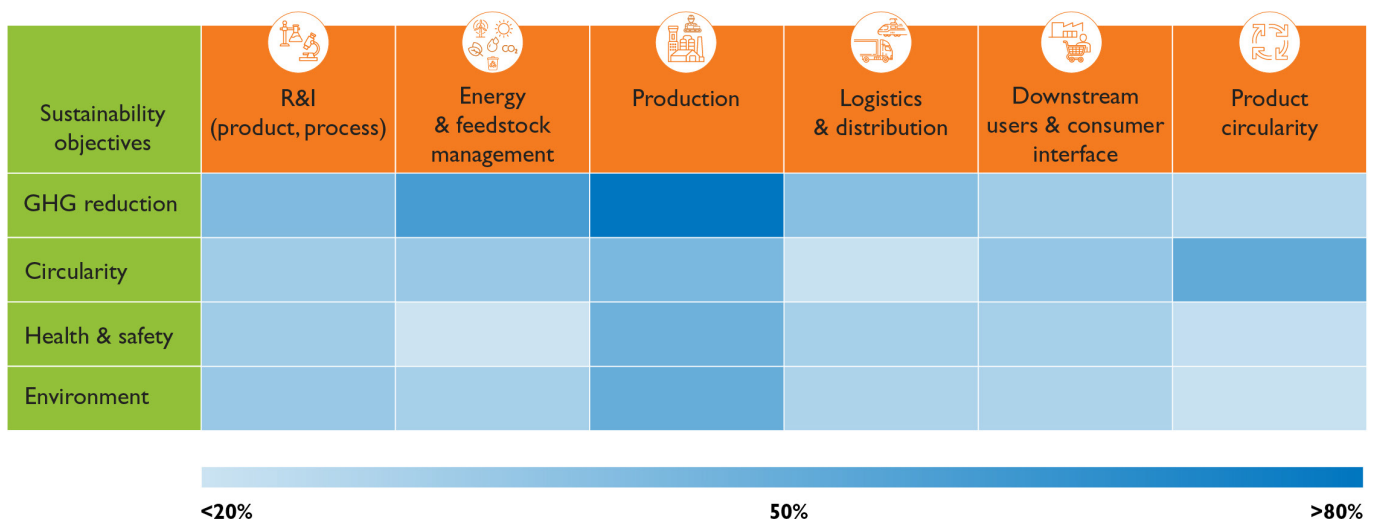 Sustainability
objectives
R&I
(product, process)
Energy
& feedstock
management
CO₂
Production
Logistics
& distribution
Downstream
users & consumer
interface
Product
circularity
GHG reduction
Circularity
Health & safety
Environment
<20%
50%
>80%